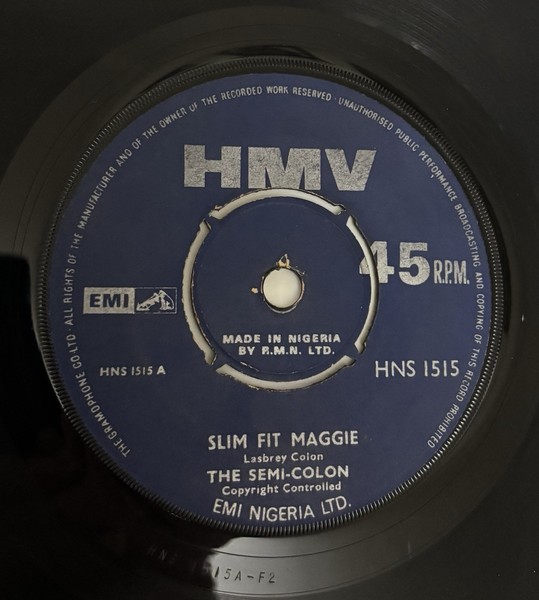 THE GRAMOPHONE CO LTD · ALL RIGHTS OF THE MANUFACTURER AND OF THE OWNER OF THE RECORDED WORK RESERVED · UNAUTHORISED PUBLIC PERFORMANCE BROADCASTING AND COPYING OF THIS RECORD PROHIBITED
HMV
45 R.P.M.
EMI
MADE IN NIGERIA
BY R.M.N. LTD.
HNS 1515 A
HNS 1515
SLIM FIT MAGGIE
Lasbrey Colon
THE SEMI-COLON
Copyright Controlled
EMI NIGERIA LTD.
15A-F2